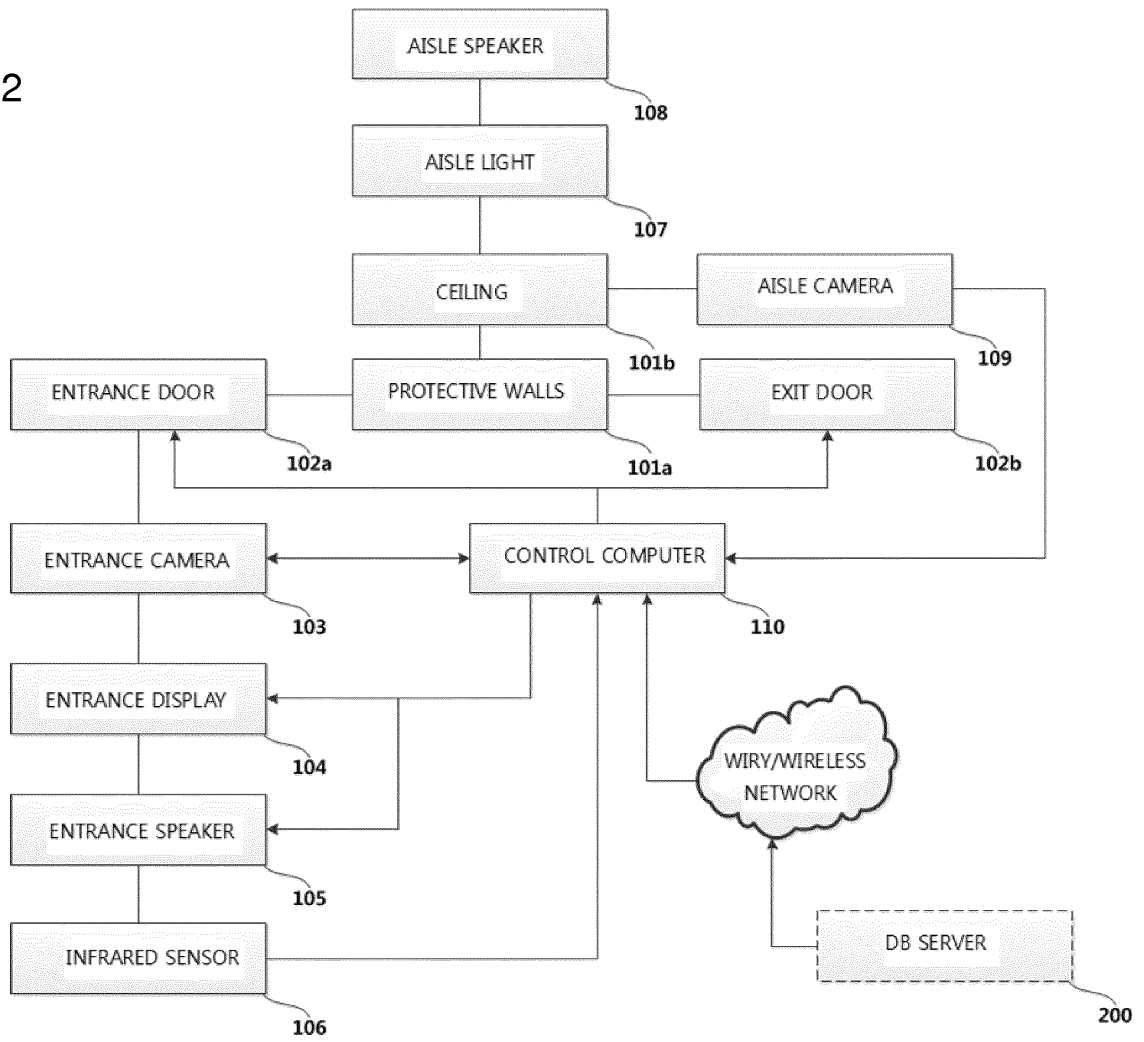 2
AISLE SPEAKER
108
AISLE LIGHT
107
CEILING
101b
AISLE CAMERA
109
ENTRANCE DOOR
102a
PROTECTIVE WALLS
101a
EXIT DOOR
102b
ENTRANCE CAMERA
103
CONTROL COMPUTER
110
ENTRANCE DISPLAY
104
WIRY/WIRELESS
NETWORK
ENTRANCE SPEAKER
105
INFRARED SENSOR
106
DB SERVER
200